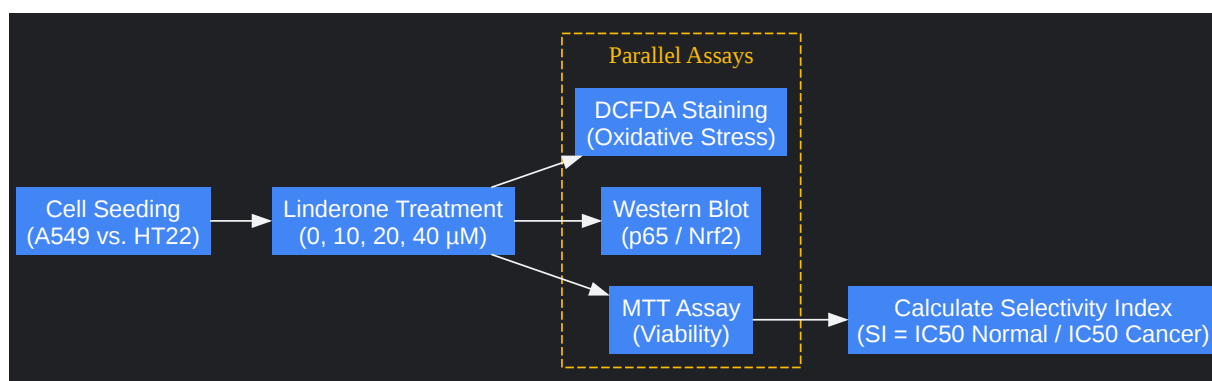 Parallel Assays
DCFDA Staining
(Oxidative Stress)
Cell Seeding
(A549 vs. HT22)
Linderone Treatment
(0, 10, 20, 40 µM)
Western Blot
(p65 / Nrf2)
MTT Assay
(Viability)
Calculate Selectivity Index
(SI = IC50 Normal / IC50 Cancer)